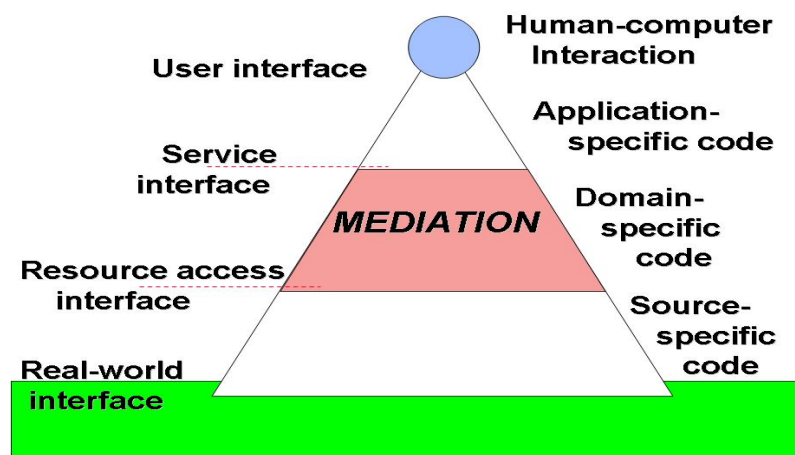 Human-computer
Interaction
User interface
Application-
specific code
Service
interface
Domain-
specific
code
MEDIATION
Resource access
interface
Source-
specific
code
Real-world
interface